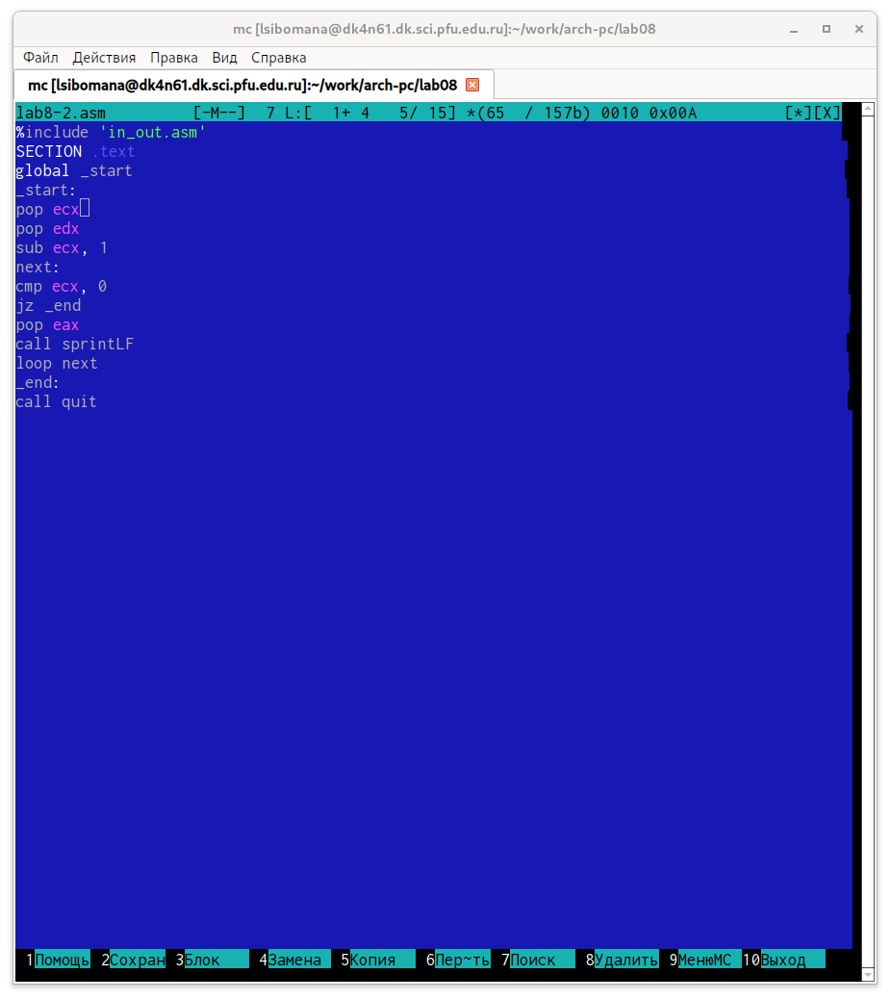 mc [lsibomana@dk4n61.dk.sci.pfu.edu.ru]:~/work/arch-pc/lab08
Файл Действия Правка Вид Справка
mc [lsibomana@dk4n61.dk.sci.pfu.edu.ru]:~/work/arch-pc/lab08
lab8-2.asm [-M--] 7 L:[ 1+ 4 5/ 15] *(65 / 157b) 0010 0x00A [*][X]
%include 'in_out.asm'
SECTION .text
global _start
_start:
pop ecx
pop edx
sub ecx, 1
next:
cmp ecx, 0
jz _end
pop eax
call sprintLF
loop next
_end:
call quit
1Помощь 2Сохран 3Блок 4Замена 5Копия 6Пер~ть 7Поиск 8Удалить 9МенюMC 10Выход